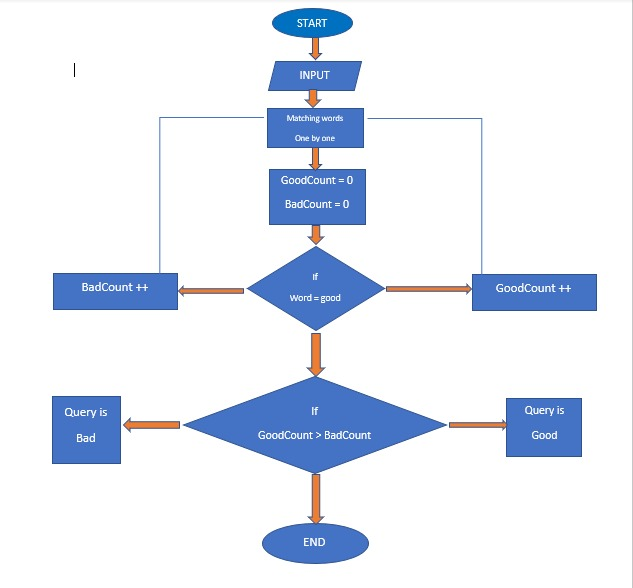 START
INPUT
Matching words
One by one
GoodCount = 0
BadCount = 0
If
Word = good
BadCount ++
GoodCount ++
If
GoodCount > BadCount
Query is
Bad
Query is
Good
END